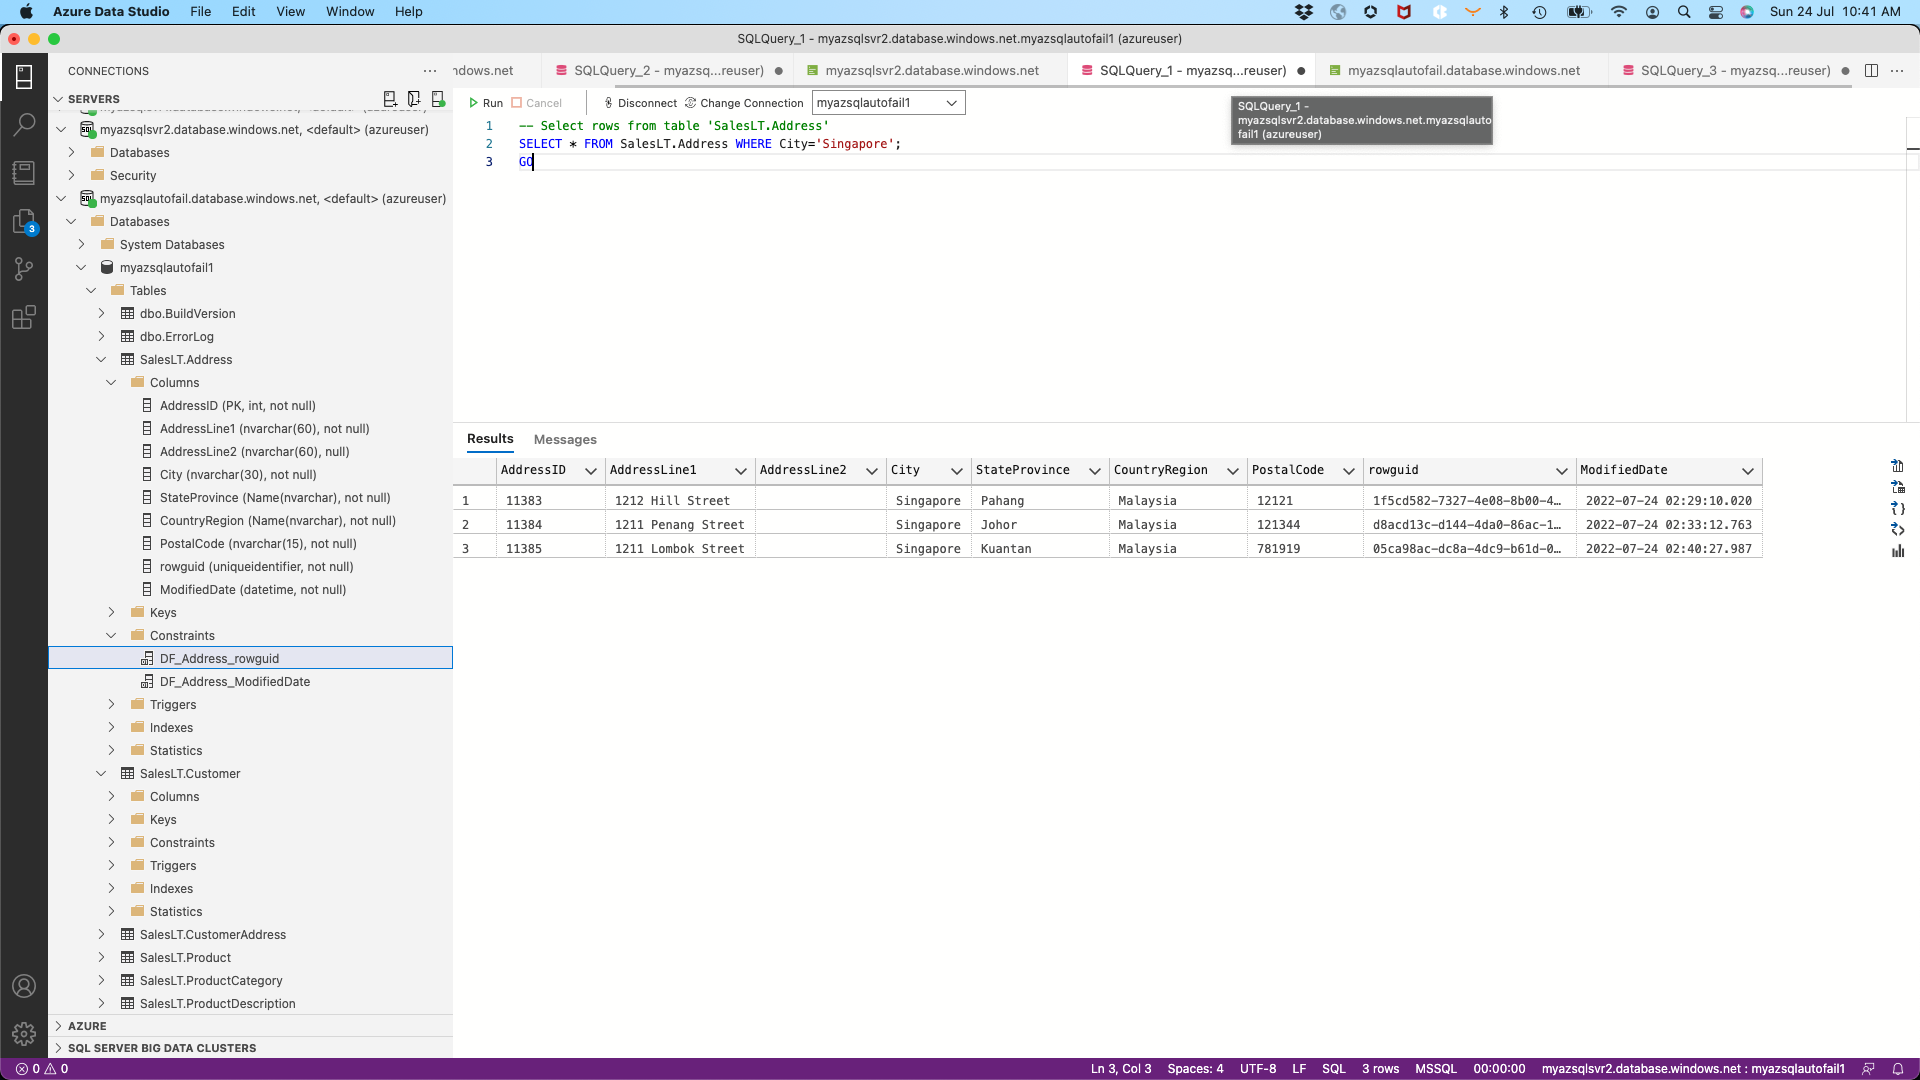 Azure Data Studio File Edit View Window Help Sun 24 Jul 10:41 AM
SQLQuery_1 - myazsqlsvr2.database.windows.net.myazsqlautofail1 (azureuser)
CONNECTIONS
ndows.net SQLQuery_2 - myazsq...reuser) myazsqlsvr2.database.windows.net SQLQuery_1 - myazsq...reuser) myazsqlautofail.database.windows.net SQLQuery_3 - myazsq...reuser)
SERVERS
myazsqlsvr2.database.windows.net, <default> (azureuser)
Databases
Security
myazsqlautofail.database.windows.net, <default> (azureuser)
Databases
System Databases
myazsqlautofail1
Tables
dbo.BuildVersion
dbo.ErrorLog
SalesLT.Address
Columns
AddressID (PK, int, not null)
AddressLine1 (nvarchar(60), not null)
AddressLine2 (nvarchar(60), null)
City (nvarchar(30), not null)
StateProvince (Name(nvarchar), not null)
CountryRegion (Name(nvarchar), not null)
PostalCode (nvarchar(15), not null)
rowguid (uniqueidentifier, not null)
ModifiedDate (datetime, not null)
Keys
Constraints
DF_Address_rowguid
DF_Address_ModifiedDate
Triggers
Indexes
Statistics
SalesLT.Customer
Columns
Keys
Constraints
Triggers
Indexes
Statistics
SalesLT.CustomerAddress
SalesLT.Product
SalesLT.ProductCategory
SalesLT.ProductDescription
AZURE
SQL SERVER BIG DATA CLUSTERS
3
Run Cancel Disconnect Change Connection myazsqlautofail1
SQLQuery_1 -
myazsqlsvr2.database.windows.net.myazsqlauto
fail1 (azureuser)
1 -- Select rows from table 'SalesLT.Address'
2 SELECT * FROM SalesLT.Address WHERE City='Singapore';
3 GO
Results Messages
AddressID AddressLine1 AddressLine2 City StateProvince CountryRegion PostalCode rowguid ModifiedDate
1 11383 1212 Hill Street Singapore Pahang Malaysia 12121 1f5cd582-7327-4e08-8b00-4… 2022-07-24 02:29:10.020
2 11384 1211 Penang Street Singapore Johor Malaysia 121344 d8acd13c-d144-4da0-86ac-1… 2022-07-24 02:33:12.763
3 11385 1211 Lombok Street Singapore Kuantan Malaysia 781919 05ca98ac-dc8a-4dc9-b61d-0… 2022-07-24 02:40:27.987
0 0 Ln 3, Col 3 Spaces: 4 UTF-8 LF SQL 3 rows MSSQL 00:00:00 myazsqlsvr2.database.windows.net : myazsqlautofail1